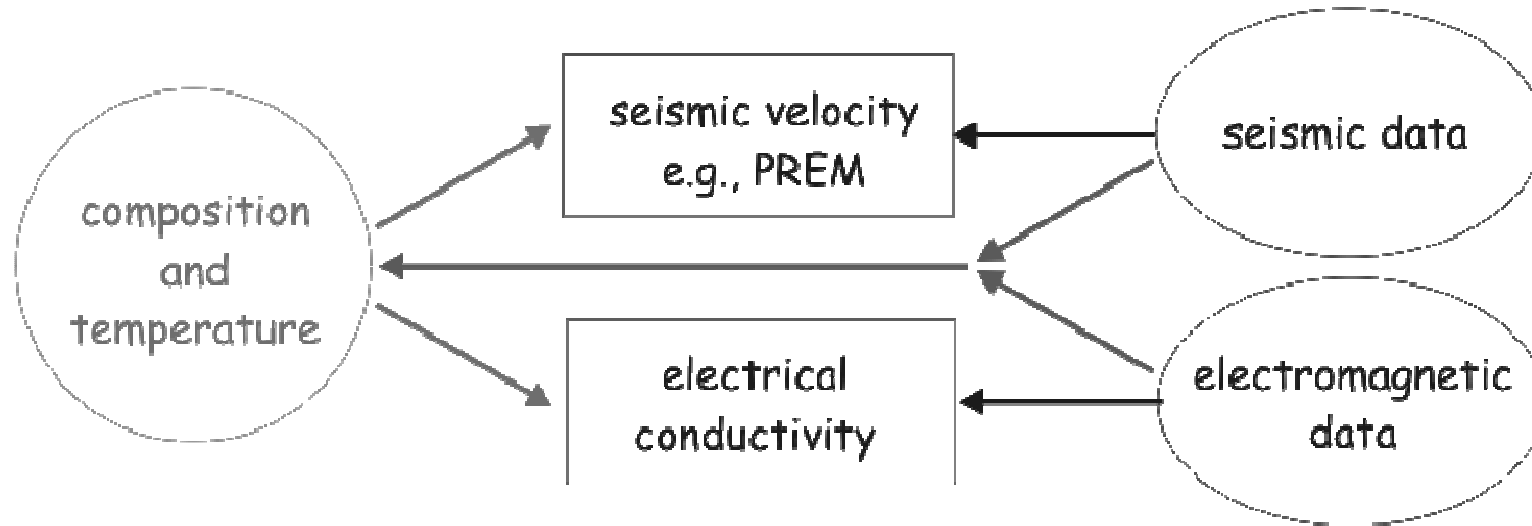 seismic velocity
e.g., PREM
seismic data
composition
and
temperature
electrical
conductivity
electromagnetic
data